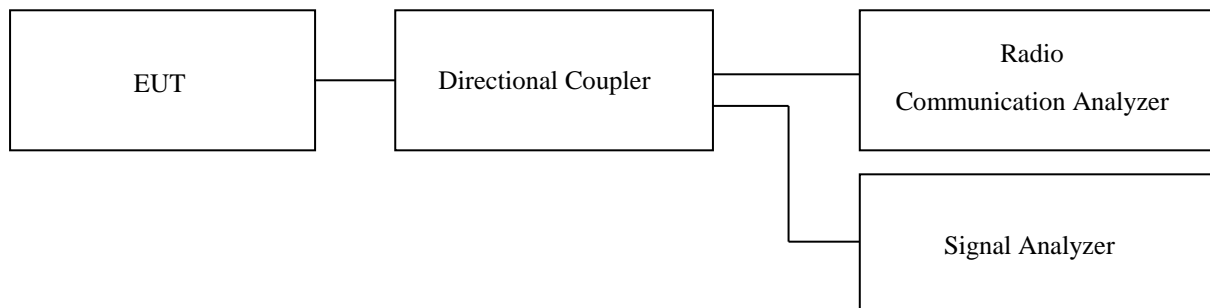 EUT
Directional Coupler
Radio
Communication Analyzer
Signal Analyzer